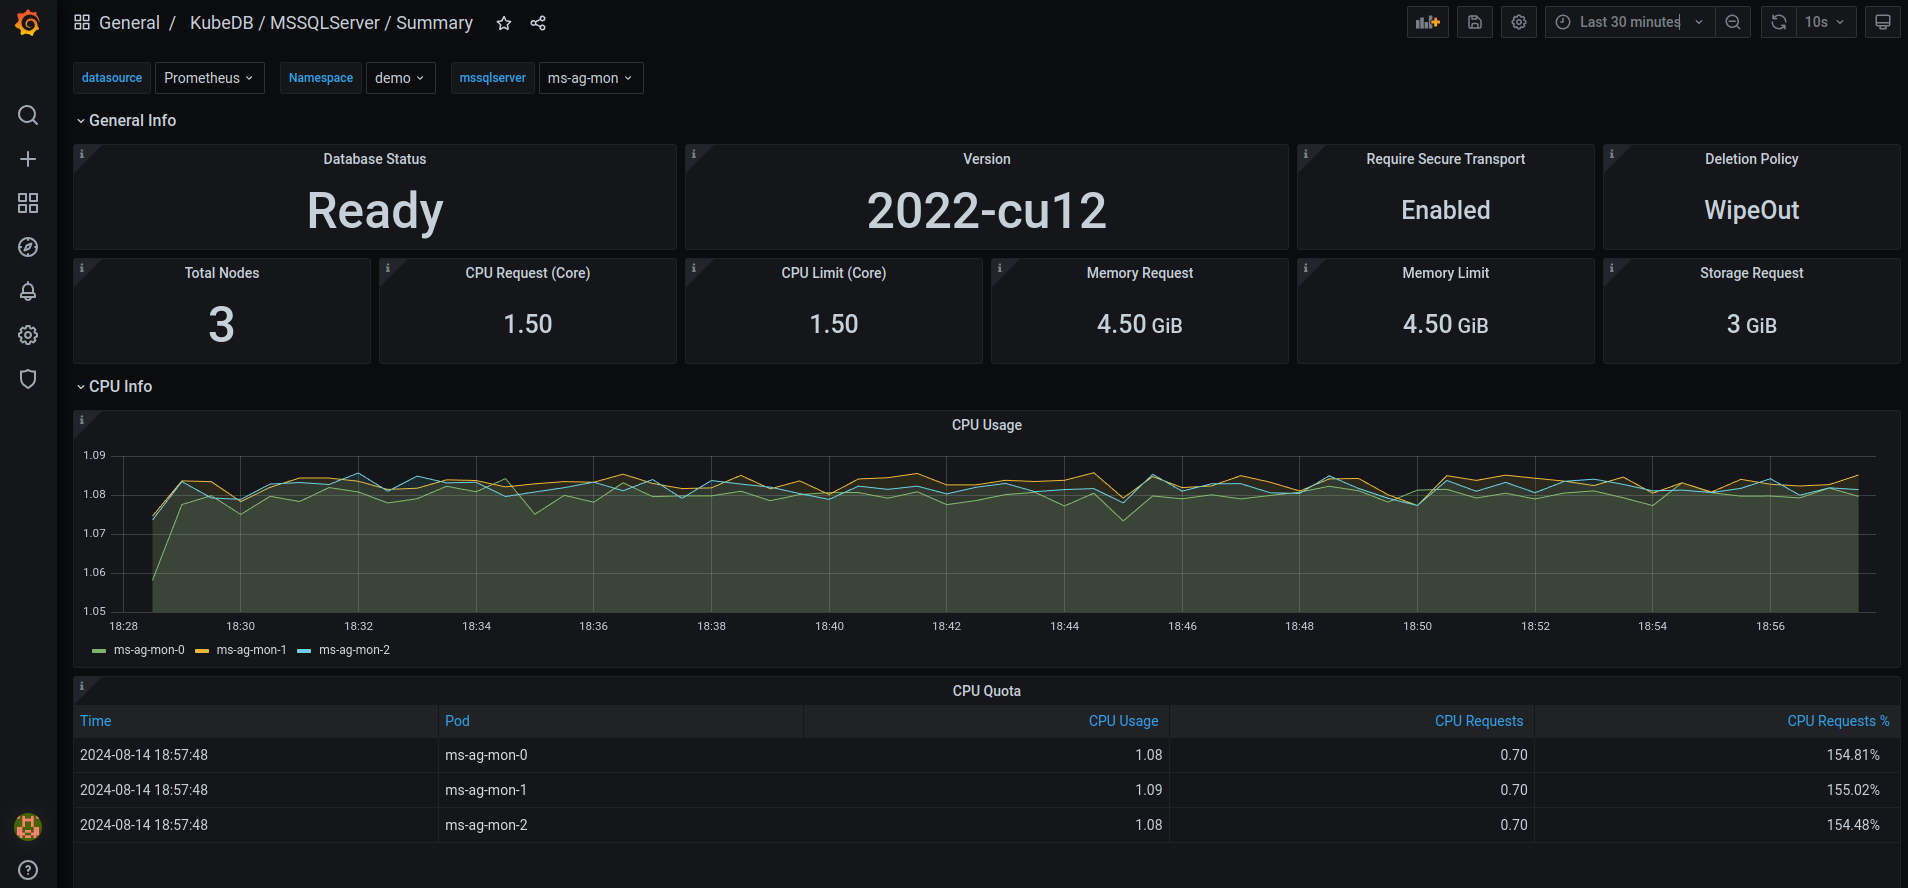 General / KubeDB / MSSQLServer / Summary
Last 30 minutes
10s
datasource Prometheus Namespace demo mssqlserver ms-ag-mon
General Info
Database Status
Ready
Version
2022-cu12
Require Secure Transport
Enabled
Deletion Policy
WipeOut
Total Nodes
3
CPU Request (Core)
1.50
CPU Limit (Core)
1.50
Memory Request
4.50 GiB
Memory Limit
4.50 GiB
Storage Request
3 GiB
CPU Info
CPU Usage
1.09
1.08
1.07
1.06
1.05
18:28 18:30 18:32 18:34 18:36 18:38 18:40 18:42 18:44 18:46 18:48 18:50 18:52 18:54 18:56
ms-ag-mon-0 ms-ag-mon-1 ms-ag-mon-2
CPU Quota
Time Pod CPU Usage CPU Requests CPU Requests %
2024-08-14 18:57:48 ms-ag-mon-0 1.08 0.70 154.81%
2024-08-14 18:57:48 ms-ag-mon-1 1.09 0.70 155.02%
2024-08-14 18:57:48 ms-ag-mon-2 1.08 0.70 154.48%